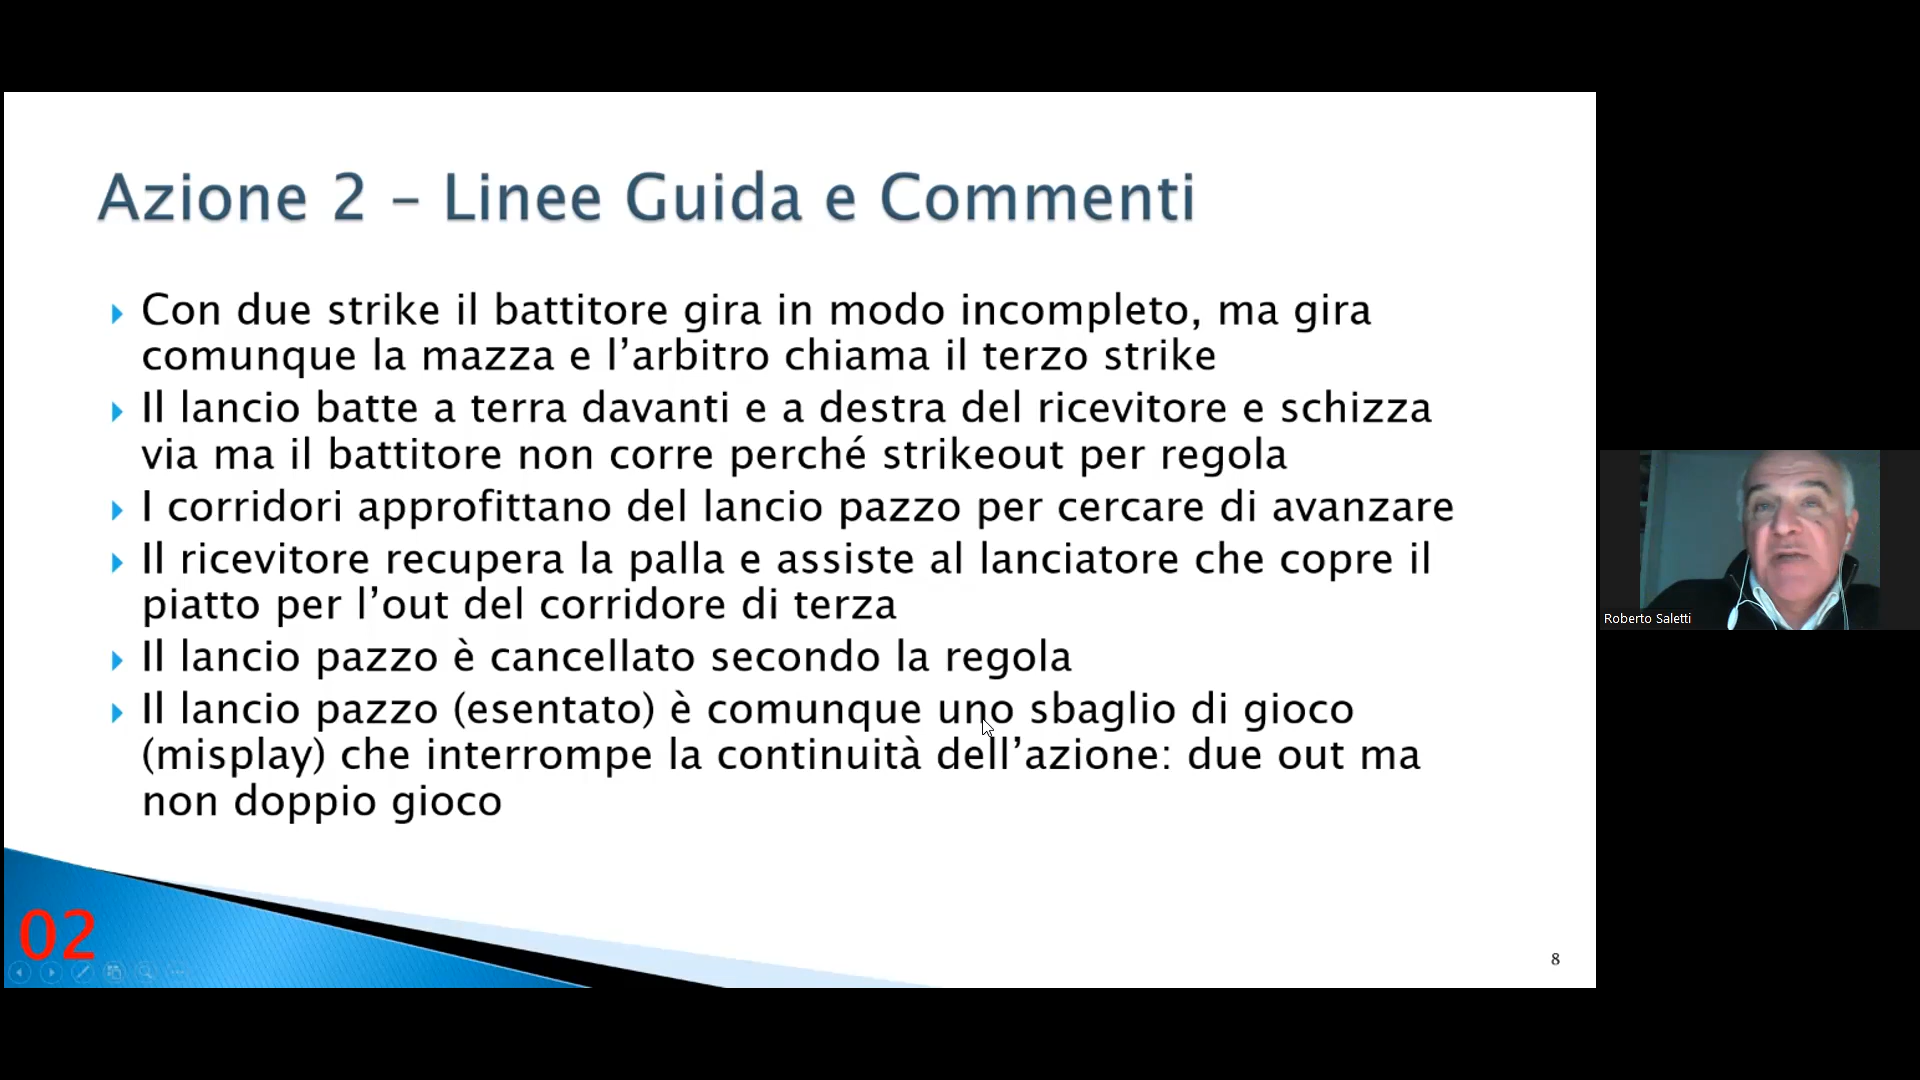 Azione 2 – Linee Guida e Commenti
Con due strike il battitore gira in modo incompleto, ma gira
comunque la mazza e l’arbitro chiama il terzo strike
Il lancio batte a terra davanti e a destra del ricevitore e schizza
via ma il battitore non corre perché strikeout per regola
I corridori approfittano del lancio pazzo per cercare di avanzare
Il ricevitore recupera la palla e assiste al lanciatore che copre il
piatto per l’out del corridore di terza
Il lancio pazzo è cancellato secondo la regola
Il lancio pazzo (esentato) è comunque uno sbaglio di gioco
(misplay) che interrompe la continuità dell’azione: due out ma
non doppio gioco
02
8
Roberto Saletti